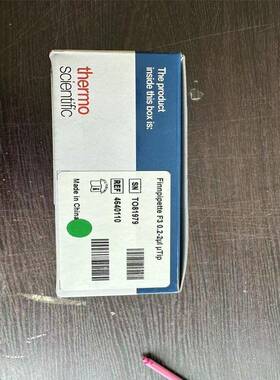 The product
inside this box is:
thermo
scientific
Finnpipette F3 0.2-2µl µTip
SN TO81979
REF 4640110
Made in China